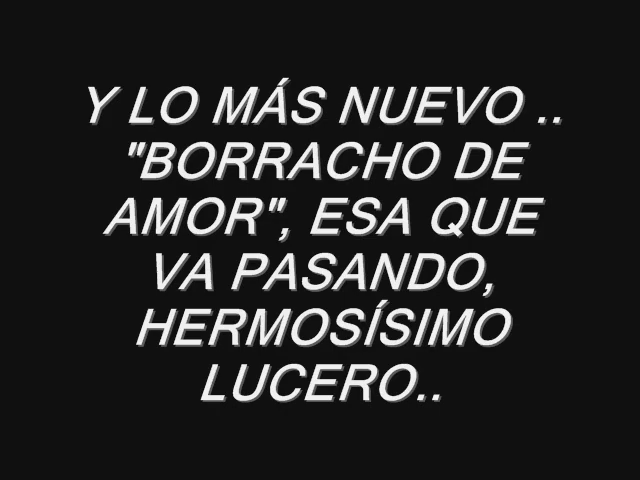 Y LO MÁS NUEVO ..
"BORRACHO DE
AMOR", ESA QUE
VA PASANDO,
HERMOSÍSIMO
LUCERO..